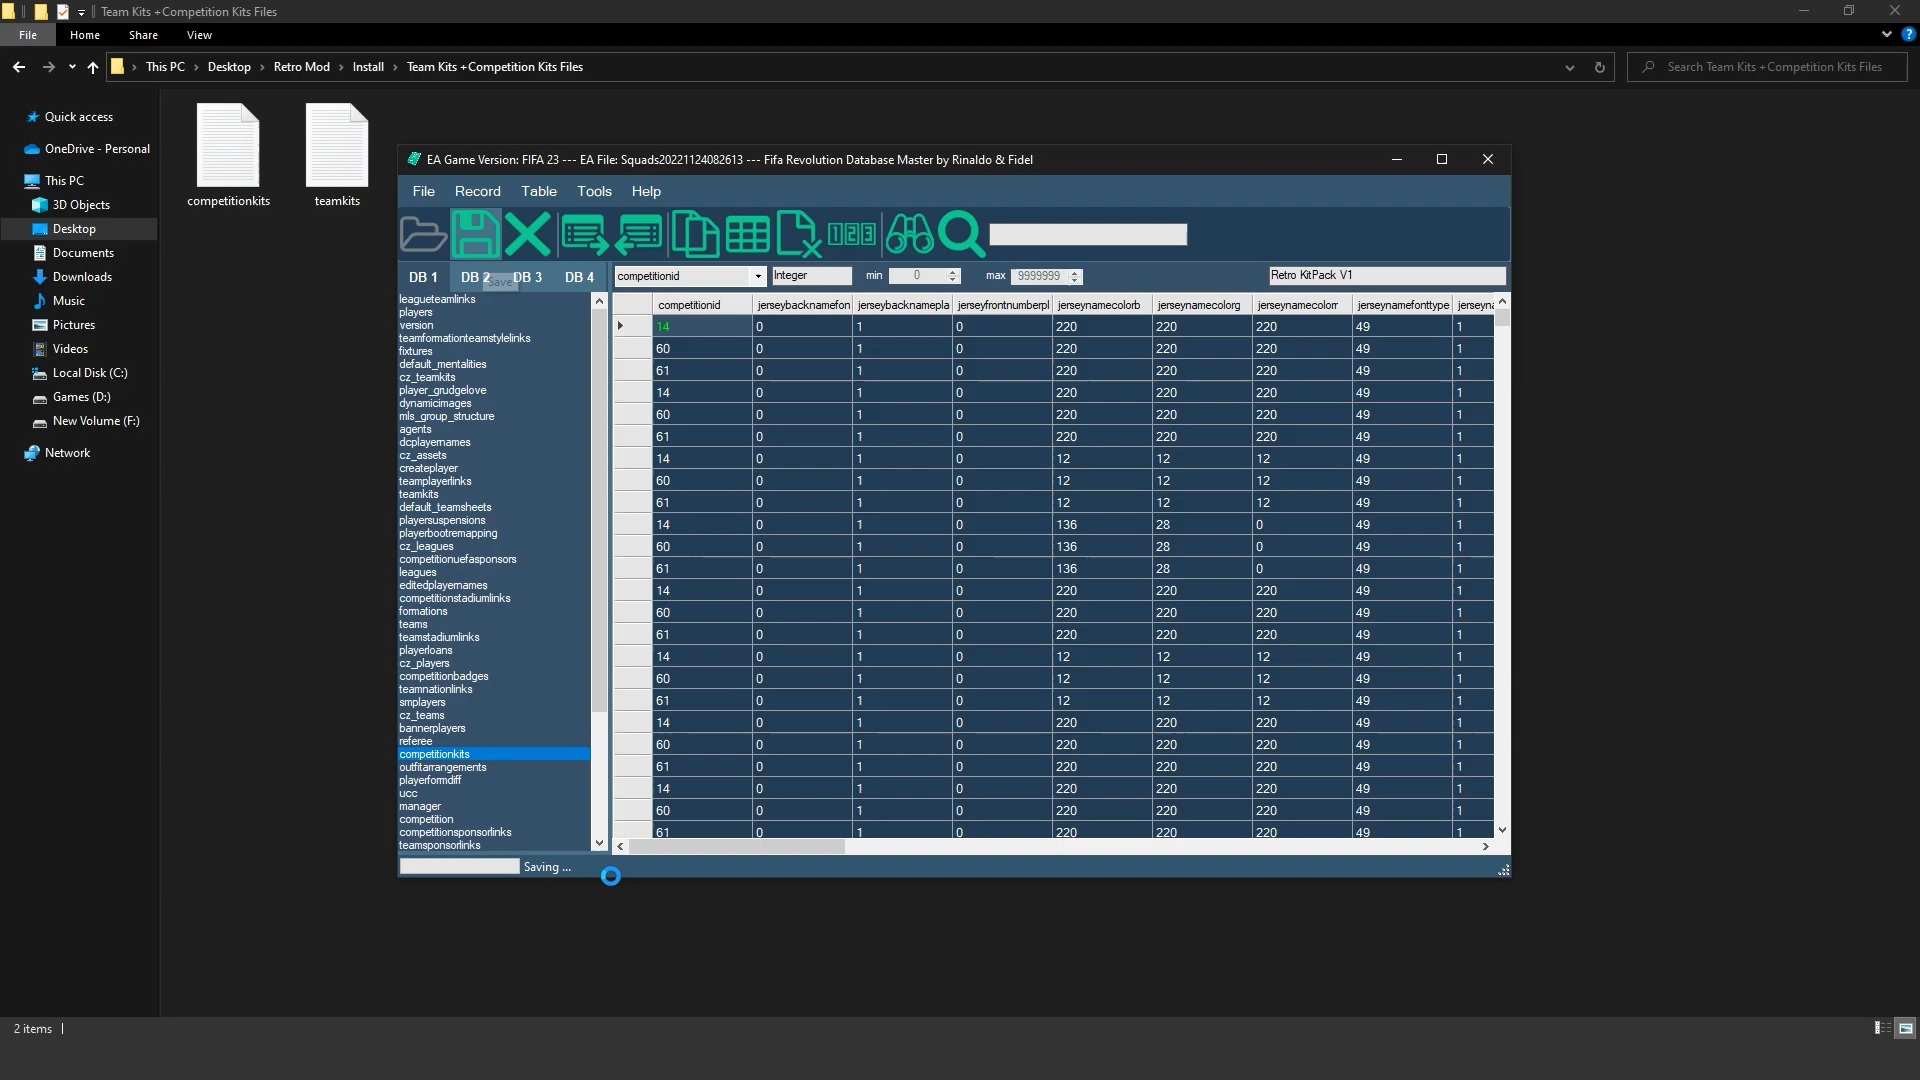 Team Kits +Competition Kits Files
File Home Share View
This PC Desktop Retro Mod Install Team Kits +Competition Kits Files
Search Team Kits +Competition Kits Files
Quick access
OneDrive - Personal
This PC
3D Objects
Desktop
Documents
Downloads
Music
Pictures
Videos
Local Disk (C:)
Games (D:)
New Volume (F:)
Network
competitionkits
teamkits
EA Game Version: FIFA 23 --- EA File: Squads20221124082613 --- Fifa Revolution Database Master by Rinaldo & Fidel
File Record Table Tools Help
123
DB 1 DB 2 DB 3 DB 4
Save
competitionid Integer min 0 max 9999999 Retro KitPack V1
leagueteamlinks
players
version
teamformationteamstylelinks
fixtures
default_mentalities
cz_teamkits
player_grudgelove
dynamicimages
mls_group_structure
agents
dcplayernames
cz_assets
createplayer
teamplayerlinks
teamkits
default_teamsheets
playersuspensions
playerbootremapping
cz_leagues
competitionuefasponsors
leagues
editedplayernames
competitionstadiumlinks
formations
teams
teamstadiumlinks
playerloans
cz_players
competitionbadges
teamnationlinks
smplayers
cz_teams
bannerplayers
referee
competitionkits
outfitarrangements
playerformdiff
ucc
manager
competition
competitionsponsorlinks
teamsponsorlinks
competitionid jerseybacknamefon jerseybacknamepla jerseyfrontnumberpl jerseynamecolorb jerseynamecolorg jerseynamecolorr jerseynamefonttype jerseyna
14 0 1 0 220 220 220 49 1
60 0 1 0 220 220 220 49 1
61 0 1 0 220 220 220 49 1
14 0 1 0 220 220 220 49 1
60 0 1 0 220 220 220 49 1
61 0 1 0 220 220 220 49 1
14 0 1 0 12 12 12 49 1
60 0 1 0 12 12 12 49 1
61 0 1 0 12 12 12 49 1
14 0 1 0 136 28 0 49 1
60 0 1 0 136 28 0 49 1
61 0 1 0 136 28 0 49 1
14 0 1 0 220 220 220 49 1
60 0 1 0 220 220 220 49 1
61 0 1 0 220 220 220 49 1
14 0 1 0 12 12 12 49 1
60 0 1 0 12 12 12 49 1
61 0 1 0 12 12 12 49 1
14 0 1 0 220 220 220 49 1
60 0 1 0 220 220 220 49 1
61 0 1 0 220 220 220 49 1
14 0 1 0 220 220 220 49 1
60 0 1 0 220 220 220 49 1
61 0 1 0 220 220 220 49 1
Saving ...
2 items